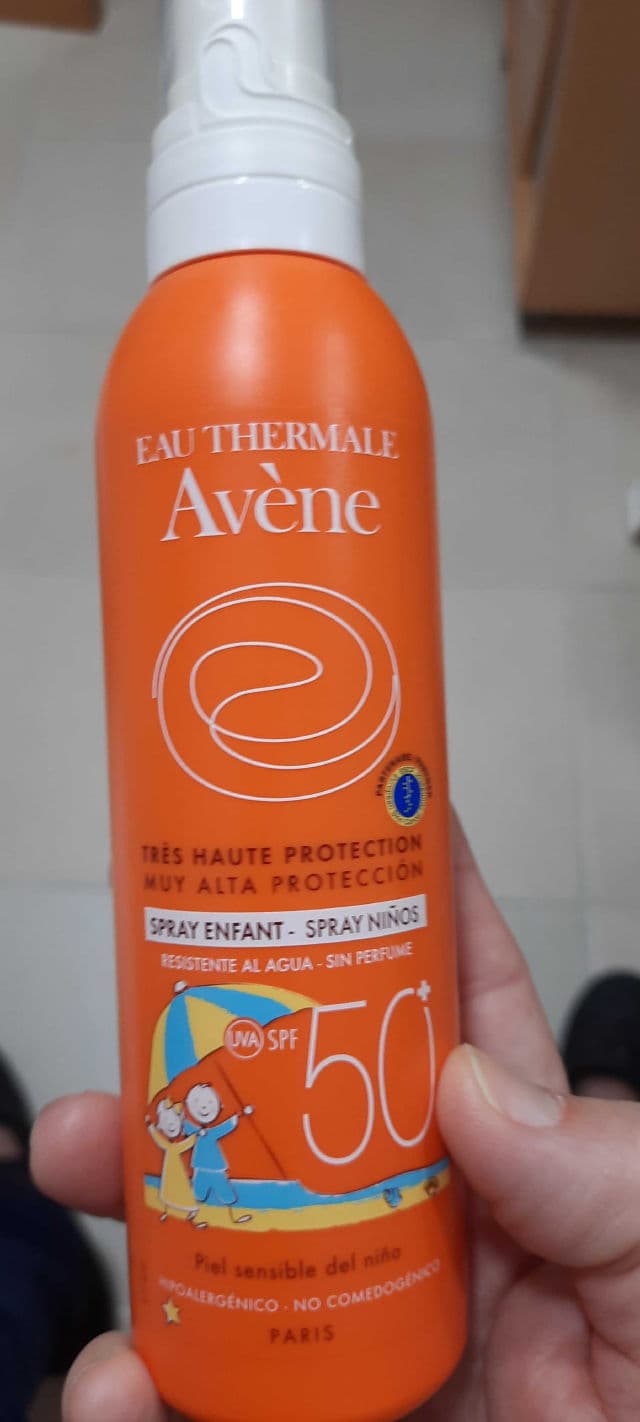 EAU THERMALE
Avène
TRÈS HAUTE PROTECTION
MUY ALTA PROTECCIÓN
SPRAY ENFANT - SPRAY NIÑOS
RESISTENTE AL AGUA - SIN PERFUME
UVA SPF 50+
Piel sensible del niño
HIPOALERGÉNICO - NO COMEDOGÉNICO
PARIS